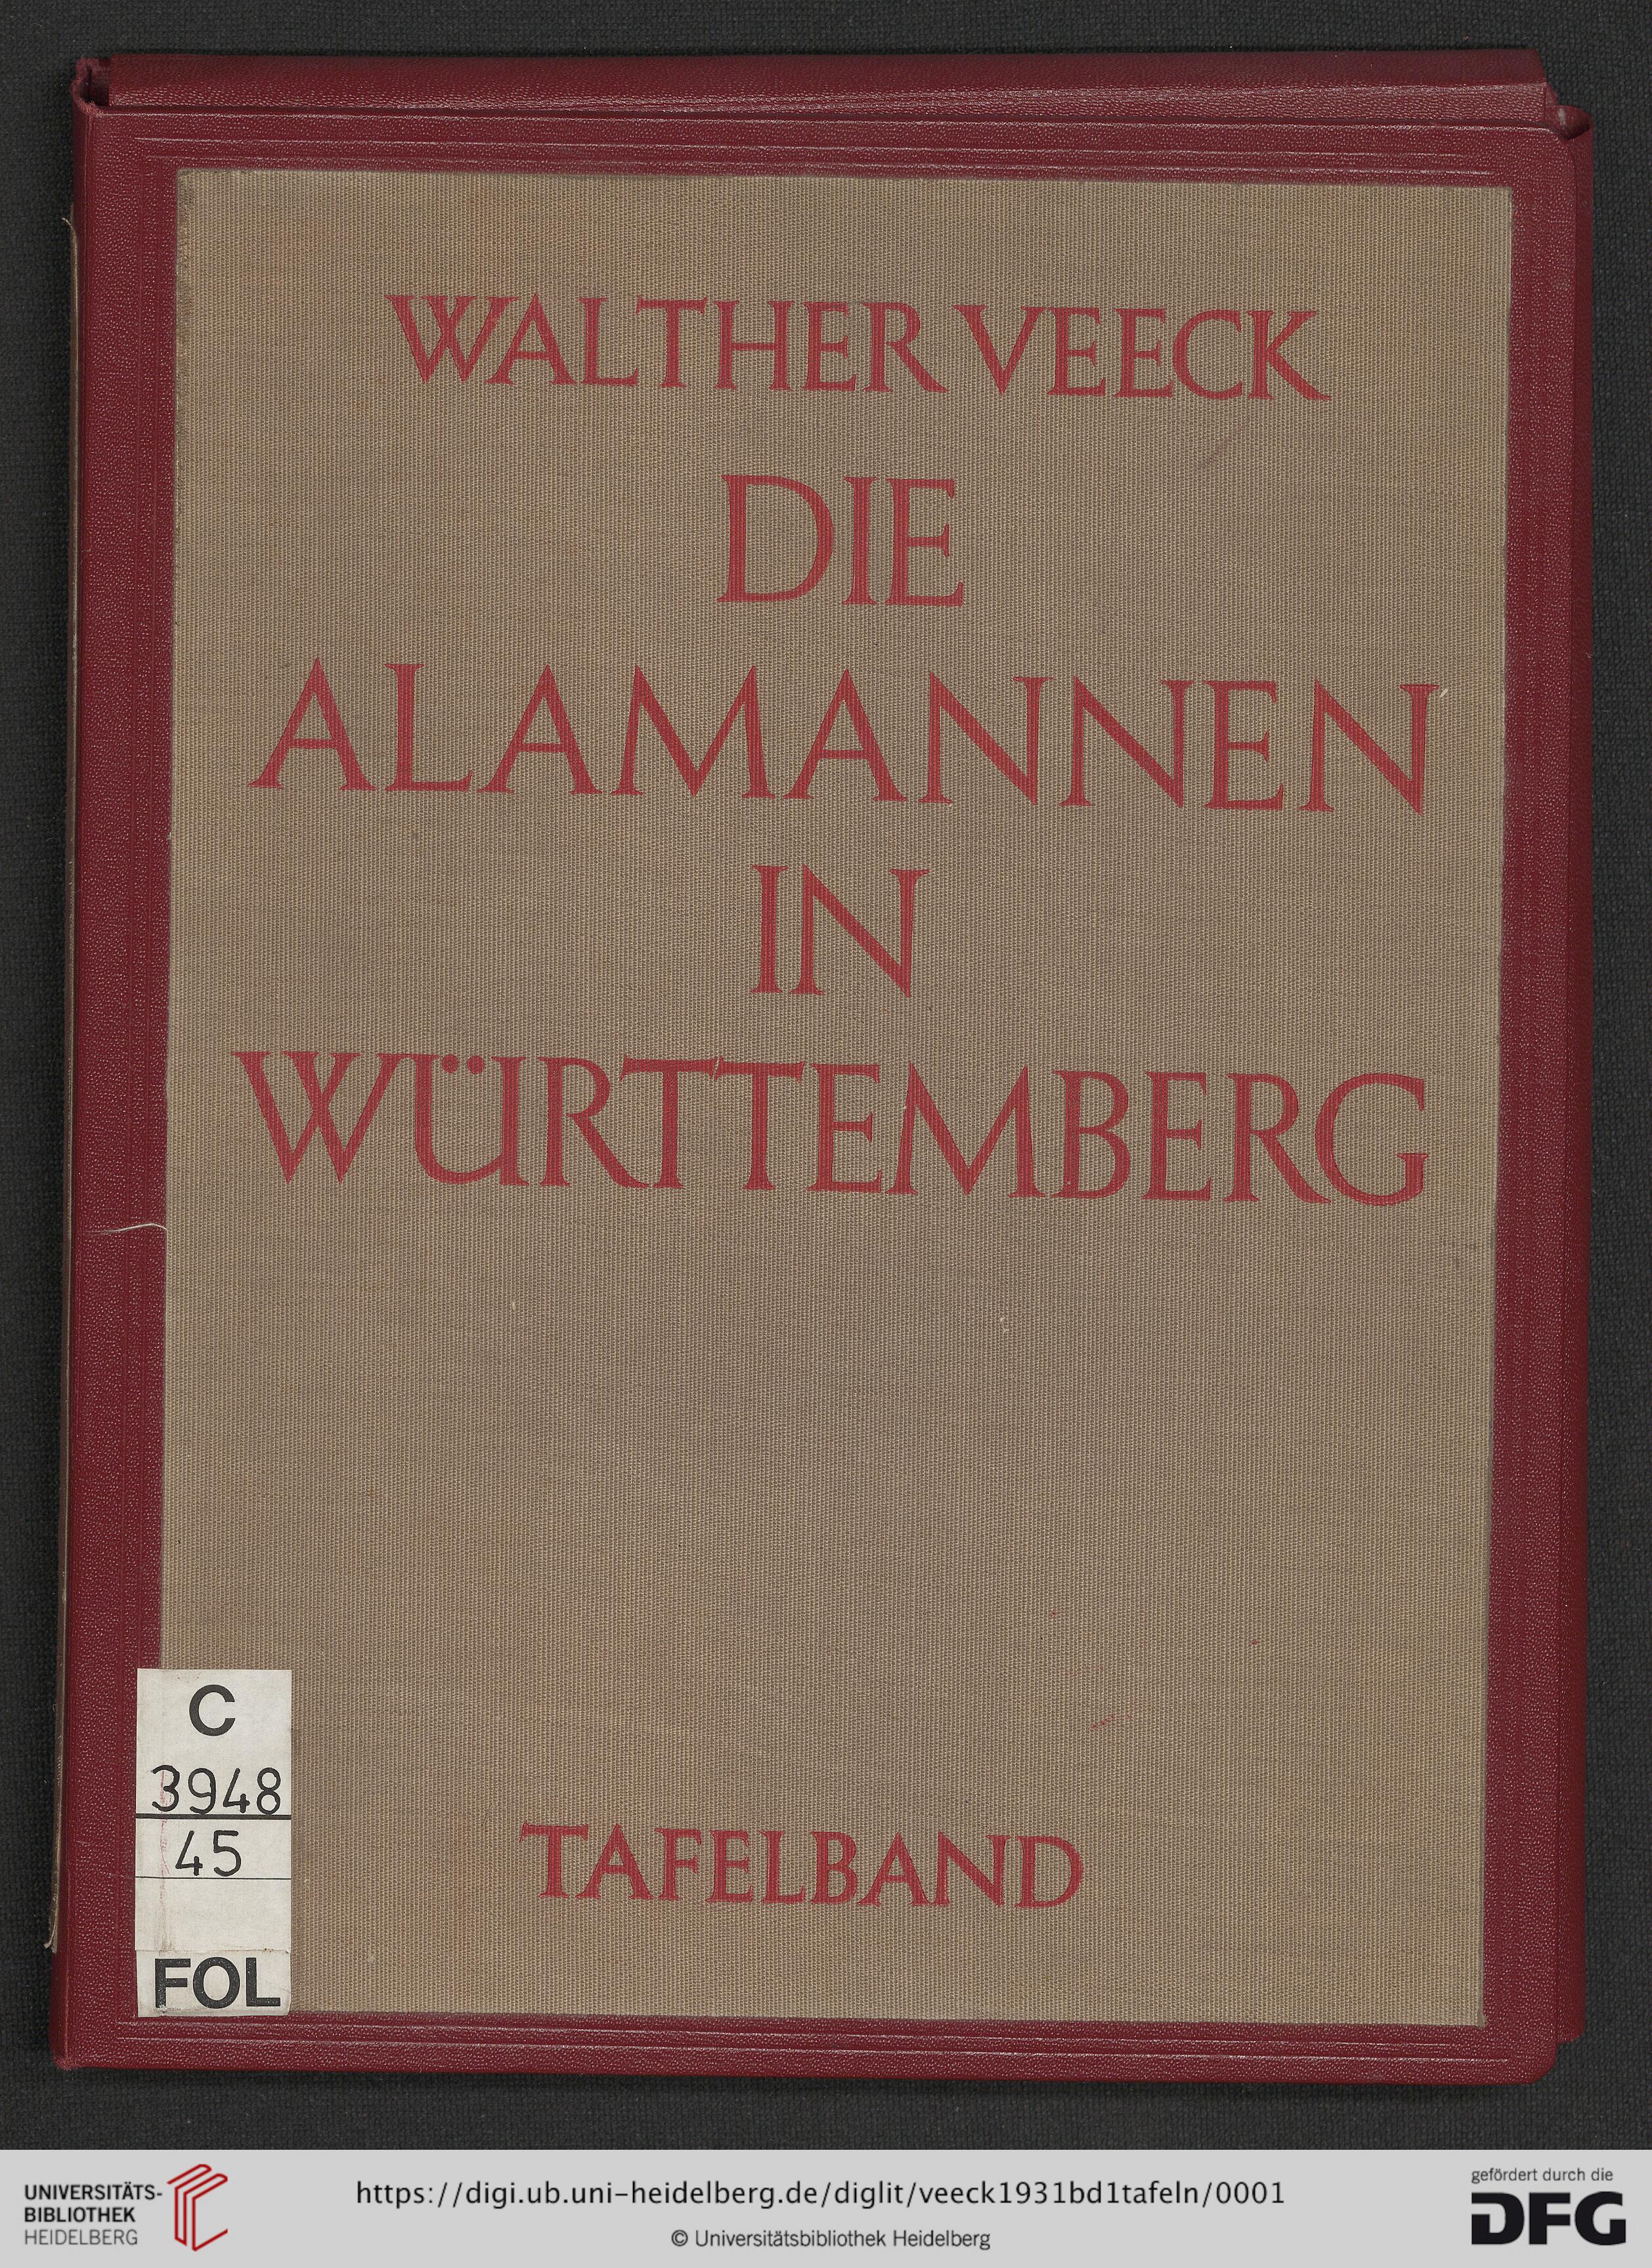 WALTHER VEECK
DIE
ALAMANNEN
IN
WÜRTTEMBERG
C
3948
45
FOL
TAFELBAND
UNIVERSITÄTS-
BIBLIOTHEK
HEIDELBERG
https://digi.ub.uni-heidelberg.de/diglit/veeck1931bd1tafeln/0001
© Universitätsbibliothek Heidelberg
gefördert durch die
DFG